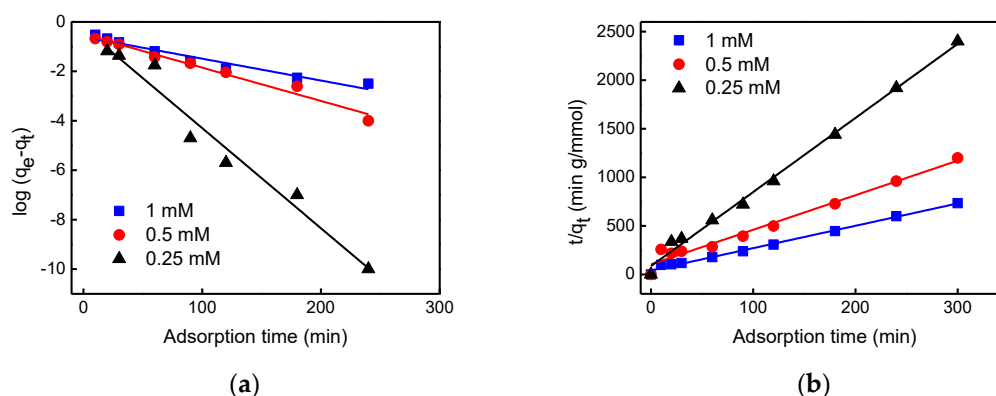 0
-2
-4
-6
-8
-10
log (qe-qt)
1 mM
0.5 mM
0.25 mM
0 100 200 300
Adsorption time (min)
(a)
2500
2000
1500
1000
500
0
t/qt (min g/mmol)
1 mM
0.5 mM
0.25 mM
0 100 200 300
Adsorption time (min)
(b)